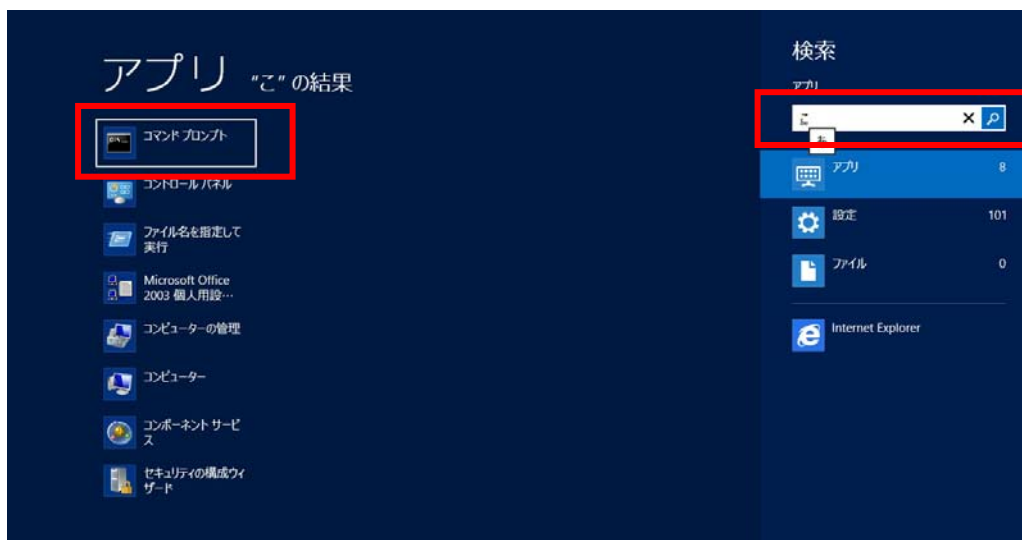 アプリ "こ" の結果
コマンド プロンプト
コントロール パネル
ファイル名を指定して
実行
Microsoft Office
2003 個人用設…
コンピューターの管理
コンピューター
コンポーネント サービ
ス
セキュリティの構成ウィ
ザード
検索
アプリ
こ
あ
アプリ 8
設定 101
ファイル 0
Internet Explorer